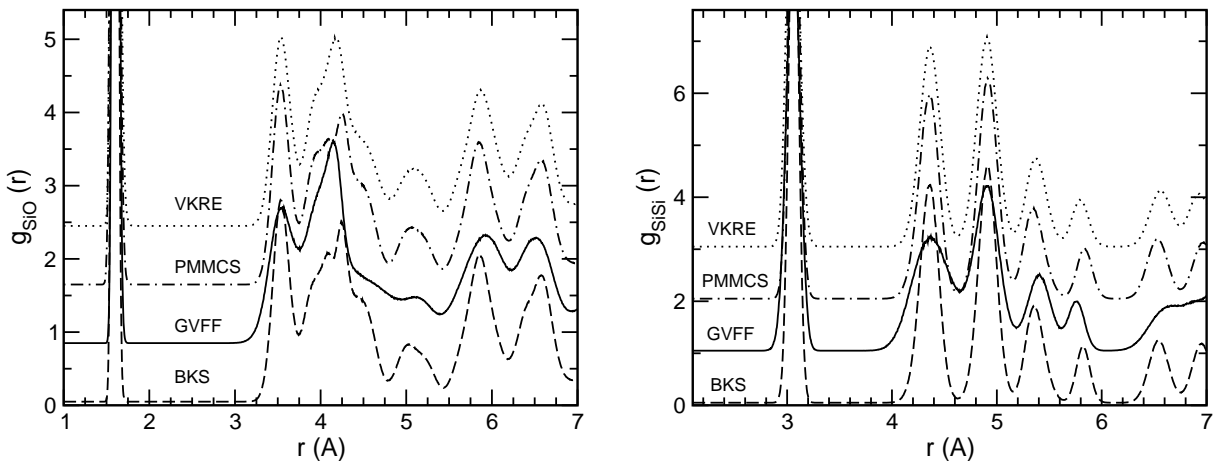 g_SiO (r)
5
4
3
2
1
0
VKRE
PMMCS
GVFF
BKS
1 2 3 4 5 6 7
r (A)
g_SiSi (r)
6
4
2
0
VKRE
PMMCS
GVFF
BKS
3 4 5 6 7
r (A)